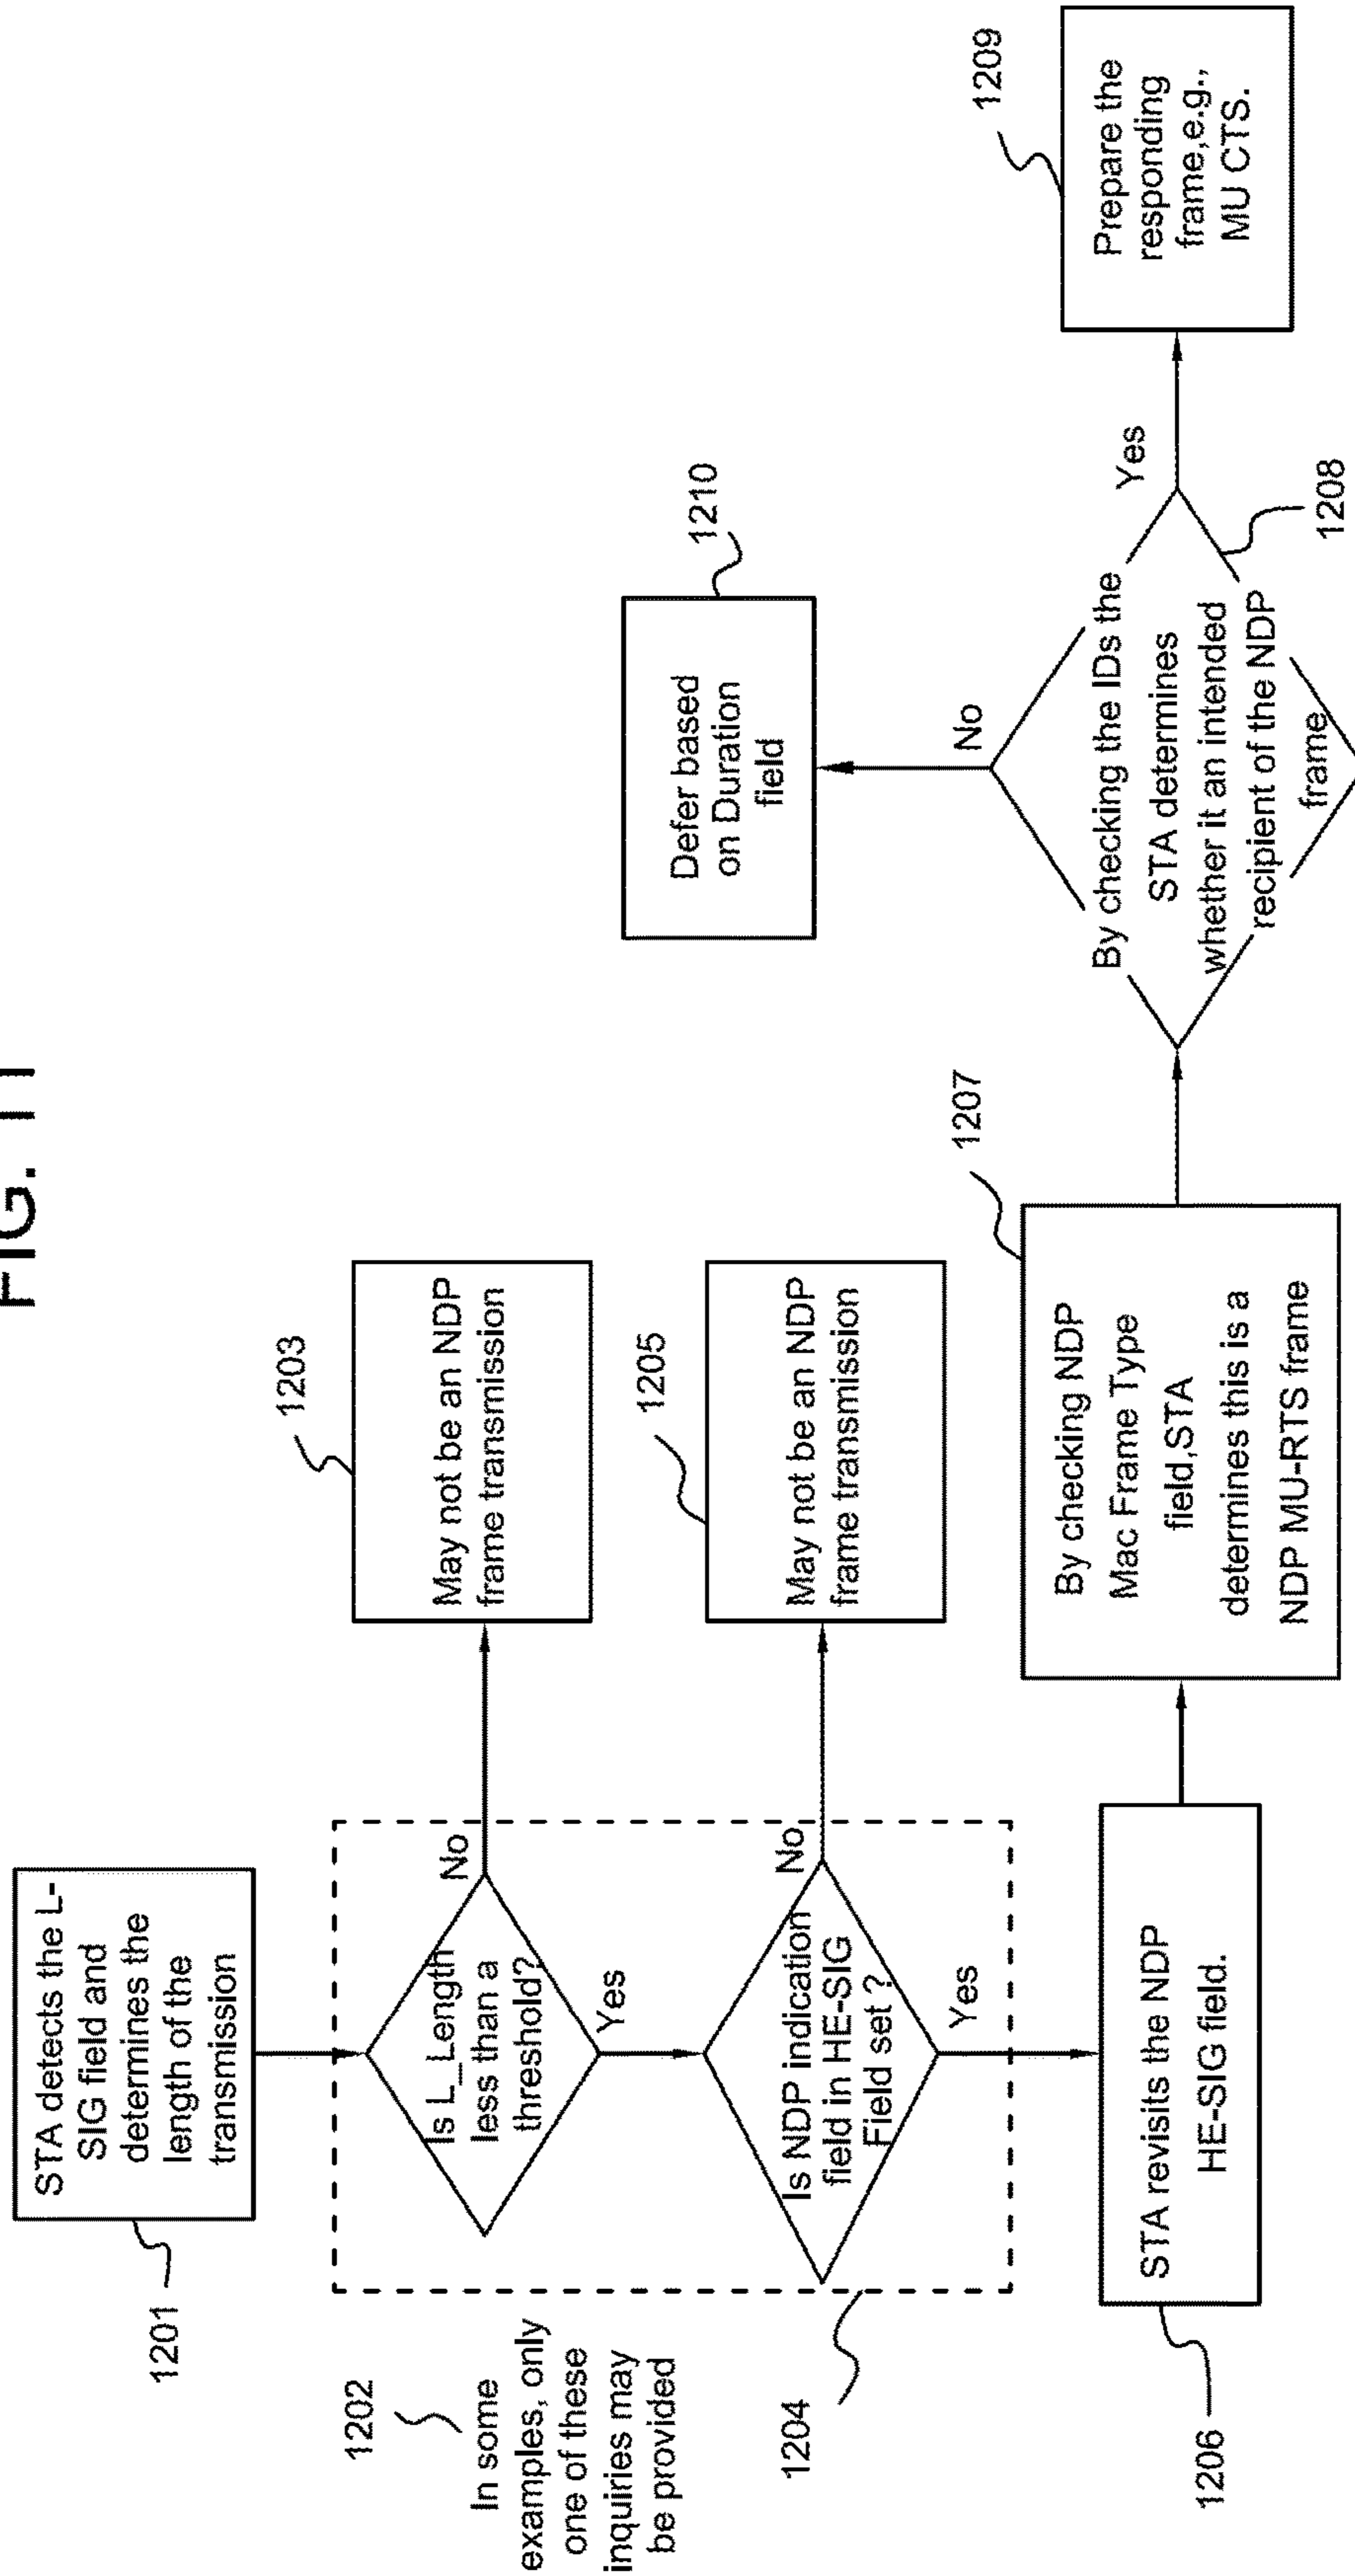 FIG.
STA detects the L-
SIG field and
determines the
length of the
transmission
1201
1202
In some
examples, only
one of these
inquiries may
be provided
Is L_Length
less than a
threshold?
No
Yes
May not be an NDP
frame transmission
1203
1204
Is NDP indication
field in HE-SIG
Field set ?
No
Yes
May not be an NDP
frame transmission
1205
STA revisits the NDP
HE-SIG field.
1206
By checking NDP
Mac Frame Type
field,STA
determines this is a
NDP MU-RTS frame
1207
By checking the IDs the
STA determines
whether it an intended
recipient of the NDP
frame
1208
No
Yes
Defer based
on Duration
field
1210
Prepare the
responding
frame,e.g.,
MU CTS.
1209